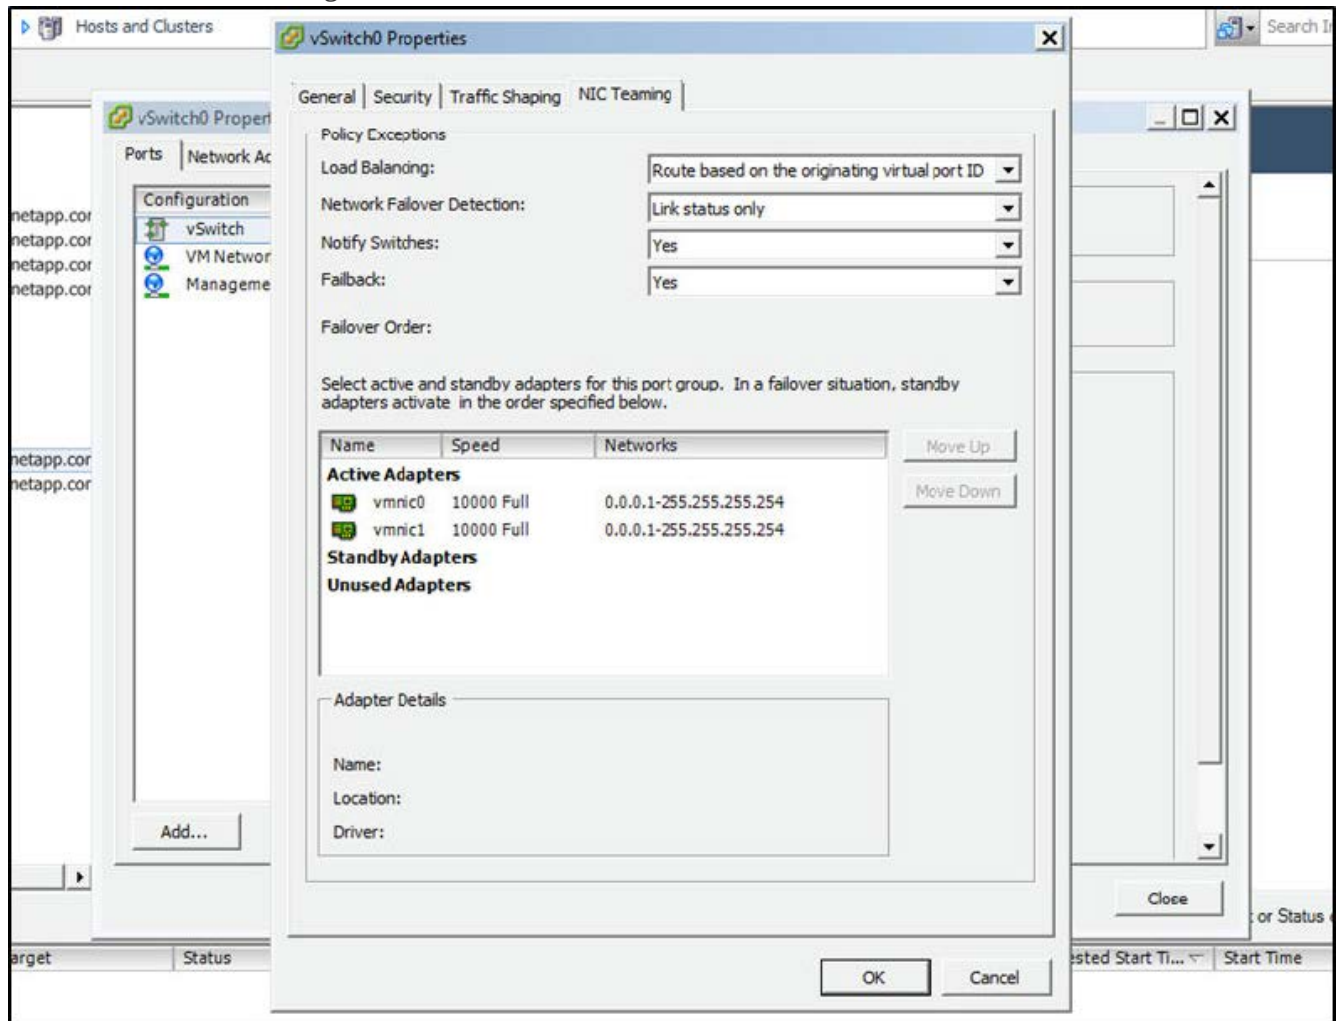 Hosts and Clusters
Search
vSwitch0 Properties
General
Security
Traffic Shaping
NIC Teaming
Policy Exceptions
Load Balancing:
Route based on the originating virtual port ID
Network Failover Detection:
Link status only
Notify Switches:
Yes
Failback:
Yes
Failover Order:
Select active and standby adapters for this port group. In a failover situation, standby
adapters activate in the order specified below.
Name Speed Networks
Active Adapters
vmnic0 10000 Full 0.0.0.1-255.255.255.254
vmnic1 10000 Full 0.0.0.1-255.255.255.254
Standby Adapters
Unused Adapters
Move Up
Move Down
Adapter Details
Name:
Location:
Driver:
OK
Cancel
vSwitch0 Propert
Ports
Network Ac
Configuration
vSwitch
VM Networ
Manageme
Add...
Close
netapp.cor
netapp.cor
netapp.cor
netapp.cor
netapp.cor
netapp.cor
or Status
arget
Status
ested Start Ti...
Start Time